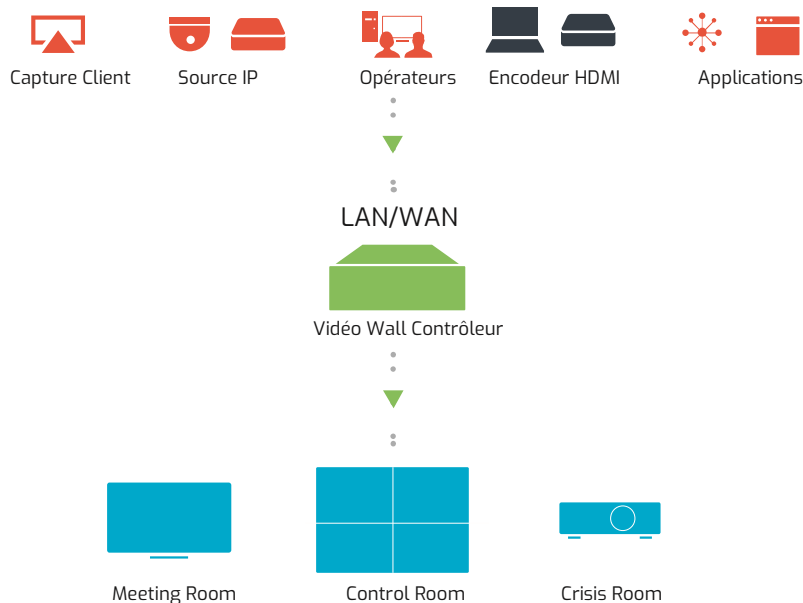 Capture Client
Source IP
Opérateurs
Encodeur HDMI
Applications
LAN/WAN
Vidéo Wall Contrôleur
Meeting Room
Control Room
Crisis Room